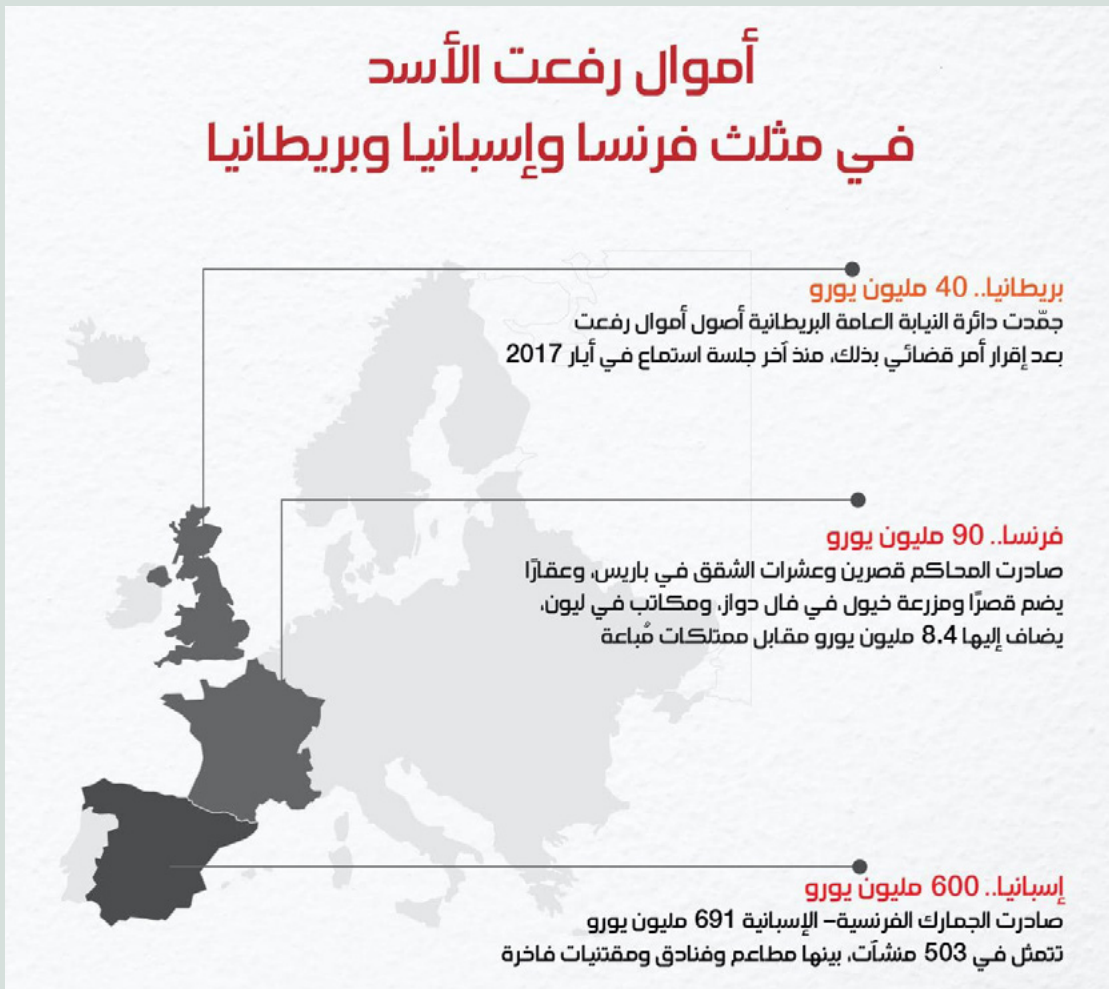 أموال رفعت الأسد
في مثلث فرنسا وإسبانيا وبريطانيا
بريطانيا.. 40 مليون يورو
جمّدت دائرة النيابة العامة البريطانية أصول أموال رفعت
بعد إقرار أمر قضائي بذلك، منذ آخر جلسة استماع في أيار 2017
فرنسا.. 90 مليون يورو
صادرت المحاكم قصرين وعشرات الشقق في باريس، وعقارًا
يضم قصرًا ومزرعة خيول في فال دواز، ومكاتب في ليون،
يضاف إليها 8.4 مليون يورو مقابل ممتلكات مُباعة
إسبانيا.. 600 مليون يورو
صادرت الجمارك الفرنسية– الإسبانية 691 مليون يورو
تتمثل في 503 منشآت، بينها مطاعم وفنادق ومقتنيات فاخرة